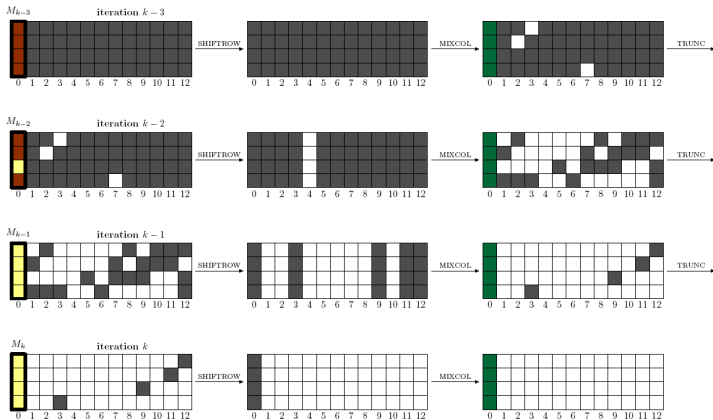 M_{k−3} iteration k − 3
SHIFTROW MIXCOL TRUNC
0 1 2 3 4 5 6 7 8 9 10 11 12 0 1 2 3 4 5 6 7 8 9 10 11 12 0 1 2 3 4 5 6 7 8 9 10 11 12
M_{k−2} iteration k − 2
SHIFTROW MIXCOL TRUNC
0 1 2 3 4 5 6 7 8 9 10 11 12 0 1 2 3 4 5 6 7 8 9 10 11 12 0 1 2 3 4 5 6 7 8 9 10 11 12
M_{k−1} iteration k − 1
SHIFTROW MIXCOL TRUNC
0 1 2 3 4 5 6 7 8 9 10 11 12 0 1 2 3 4 5 6 7 8 9 10 11 12 0 1 2 3 4 5 6 7 8 9 10 11 12
M_k iteration k
SHIFTROW MIXCOL
0 1 2 3 4 5 6 7 8 9 10 11 12 0 1 2 3 4 5 6 7 8 9 10 11 12 0 1 2 3 4 5 6 7 8 9 10 11 12